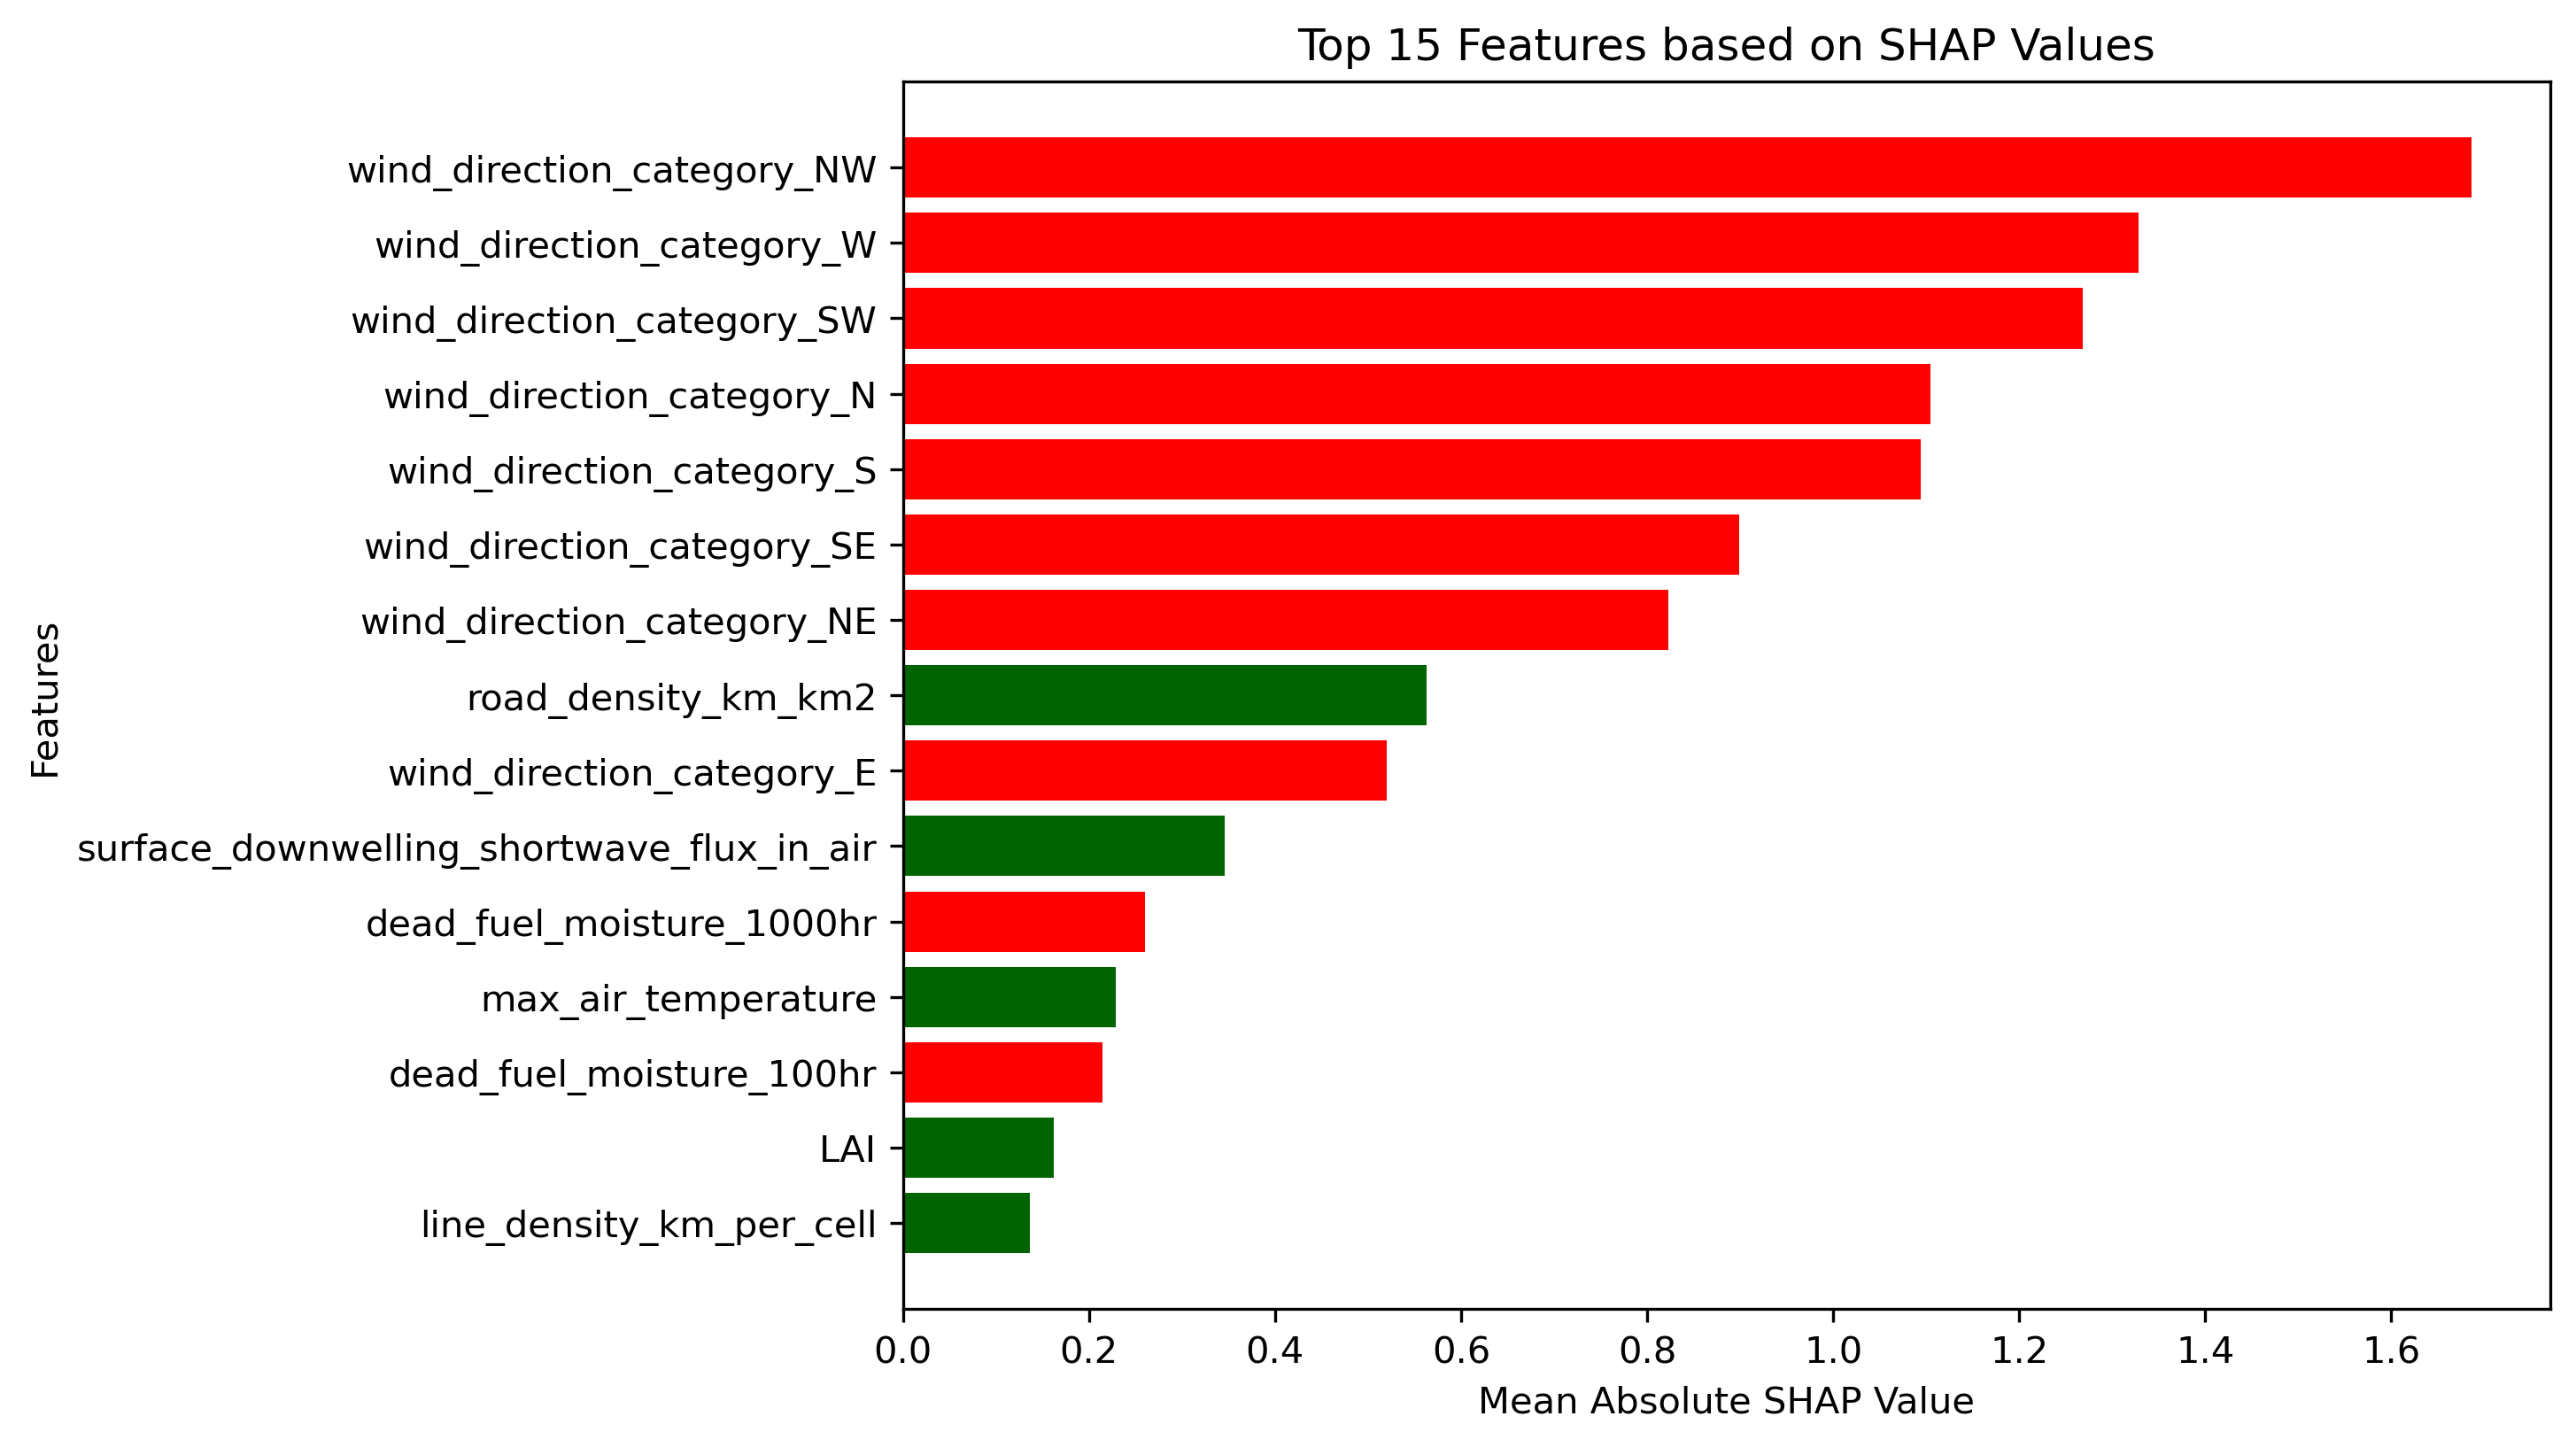 Top 15 Features based on SHAP Values
Features
wind_direction_category_NW
wind_direction_category_W
wind_direction_category_SW
wind_direction_category_N
wind_direction_category_S
wind_direction_category_SE
wind_direction_category_NE
road_density_km_km2
wind_direction_category_E
surface_downwelling_shortwave_flux_in_air
dead_fuel_moisture_1000hr
max_air_temperature
dead_fuel_moisture_100hr
LAI
line_density_km_per_cell
0.0 0.2 0.4 0.6 0.8 1.0 1.2 1.4 1.6
Mean Absolute SHAP Value